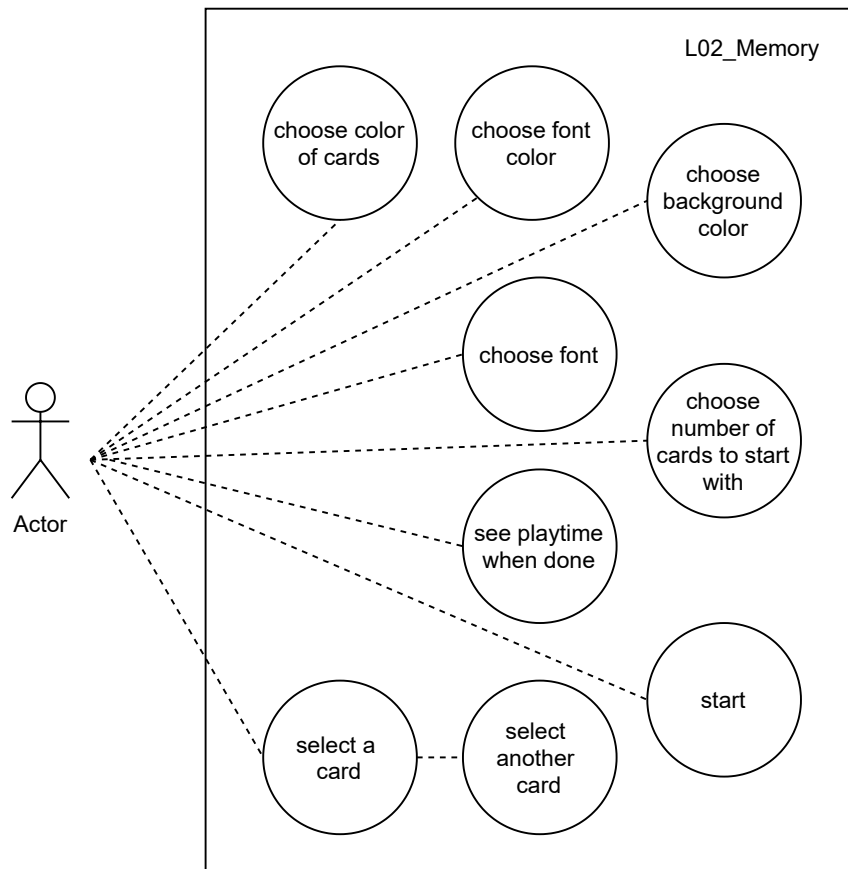 L02_Memory
choose color
of cards
choose font
color
choose
background
color
choose font
choose
number of
cards to start
with
Actor
see playtime
when done
start
select a
card
select
another
card